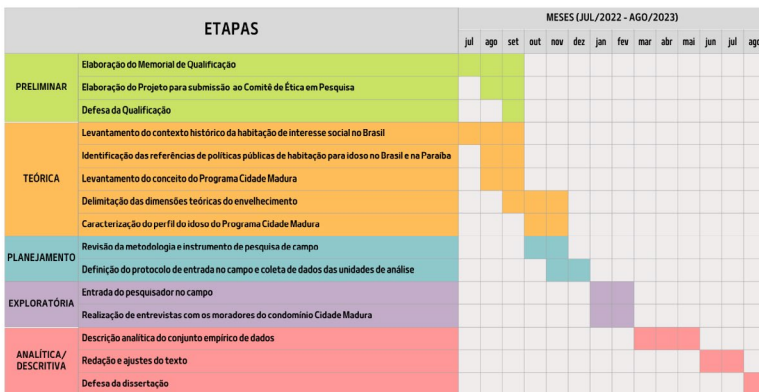 ETAPAS
MESES (JUL/2022 - AGO/2023)
jul ago set out nov dez jan fev mar abr mai jun jul ago
PRELIMINAR
Elaboração do Memorial de Qualificação
Elaboração do Projeto para submissão ao Comitê de Ética em Pesquisa
Defesa da Qualificação
TEÓRICA
Levantamento do contexto histórico da habitação de interesse social no Brasil
Identificação das referências de políticas públicas de habitação para idoso no Brasil e na Paraíba
Levantamento do conceito do Programa Cidade Madura
Delimitação das dimensões teóricas do envelhecimento
Caracterização do perfil do idoso do Programa Cidade Madura
PLANEJAMENTO
Revisão da metodologia e instrumento de pesquisa de campo
Definição do protocolo de entrada no campo e coleta de dados das unidades de análise
EXPLORATÓRIA
Entrada do pesquisador no campo
Realização de entrevistas com os moradores do condomínio Cidade Madura
ANALÍTICA/
DESCRITIVA
Descrição analítica do conjunto empírico de dados
Redação e ajustes do texto
Defesa da dissertação